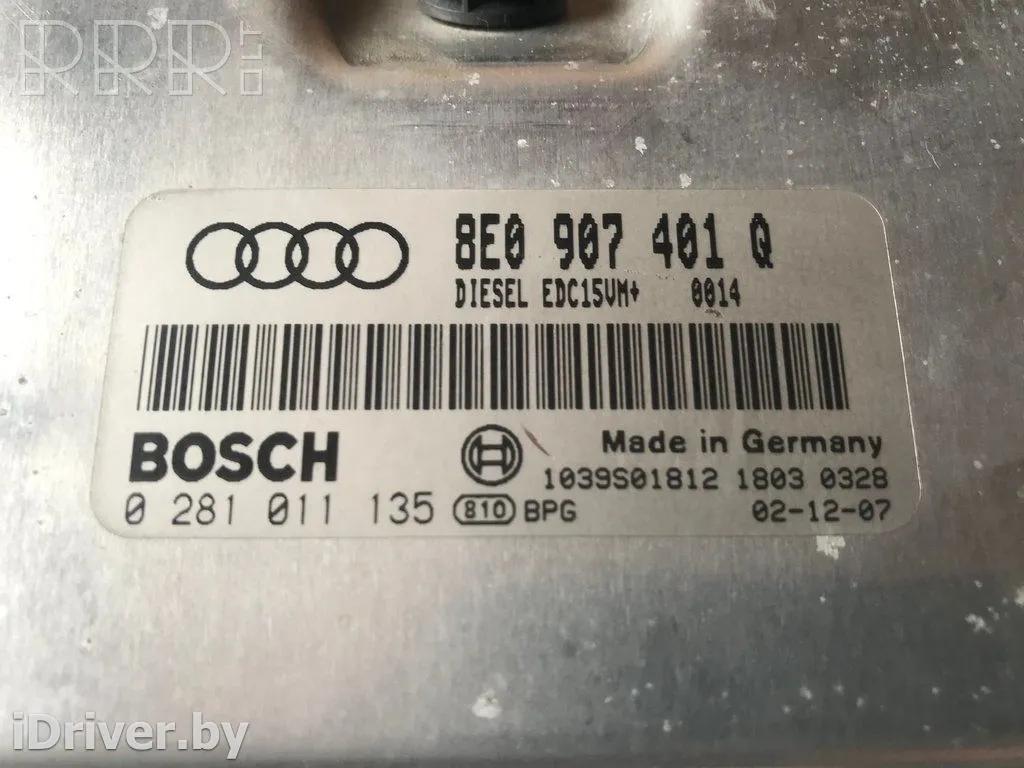 RRR:
8E0 907 401 Q
DIESEL EDC15VM+ 0014
BOSCH
Made in Germany
1039S01812 1803 0328
0 281 011 135 810 BPG 02-12-07
iDriver.by